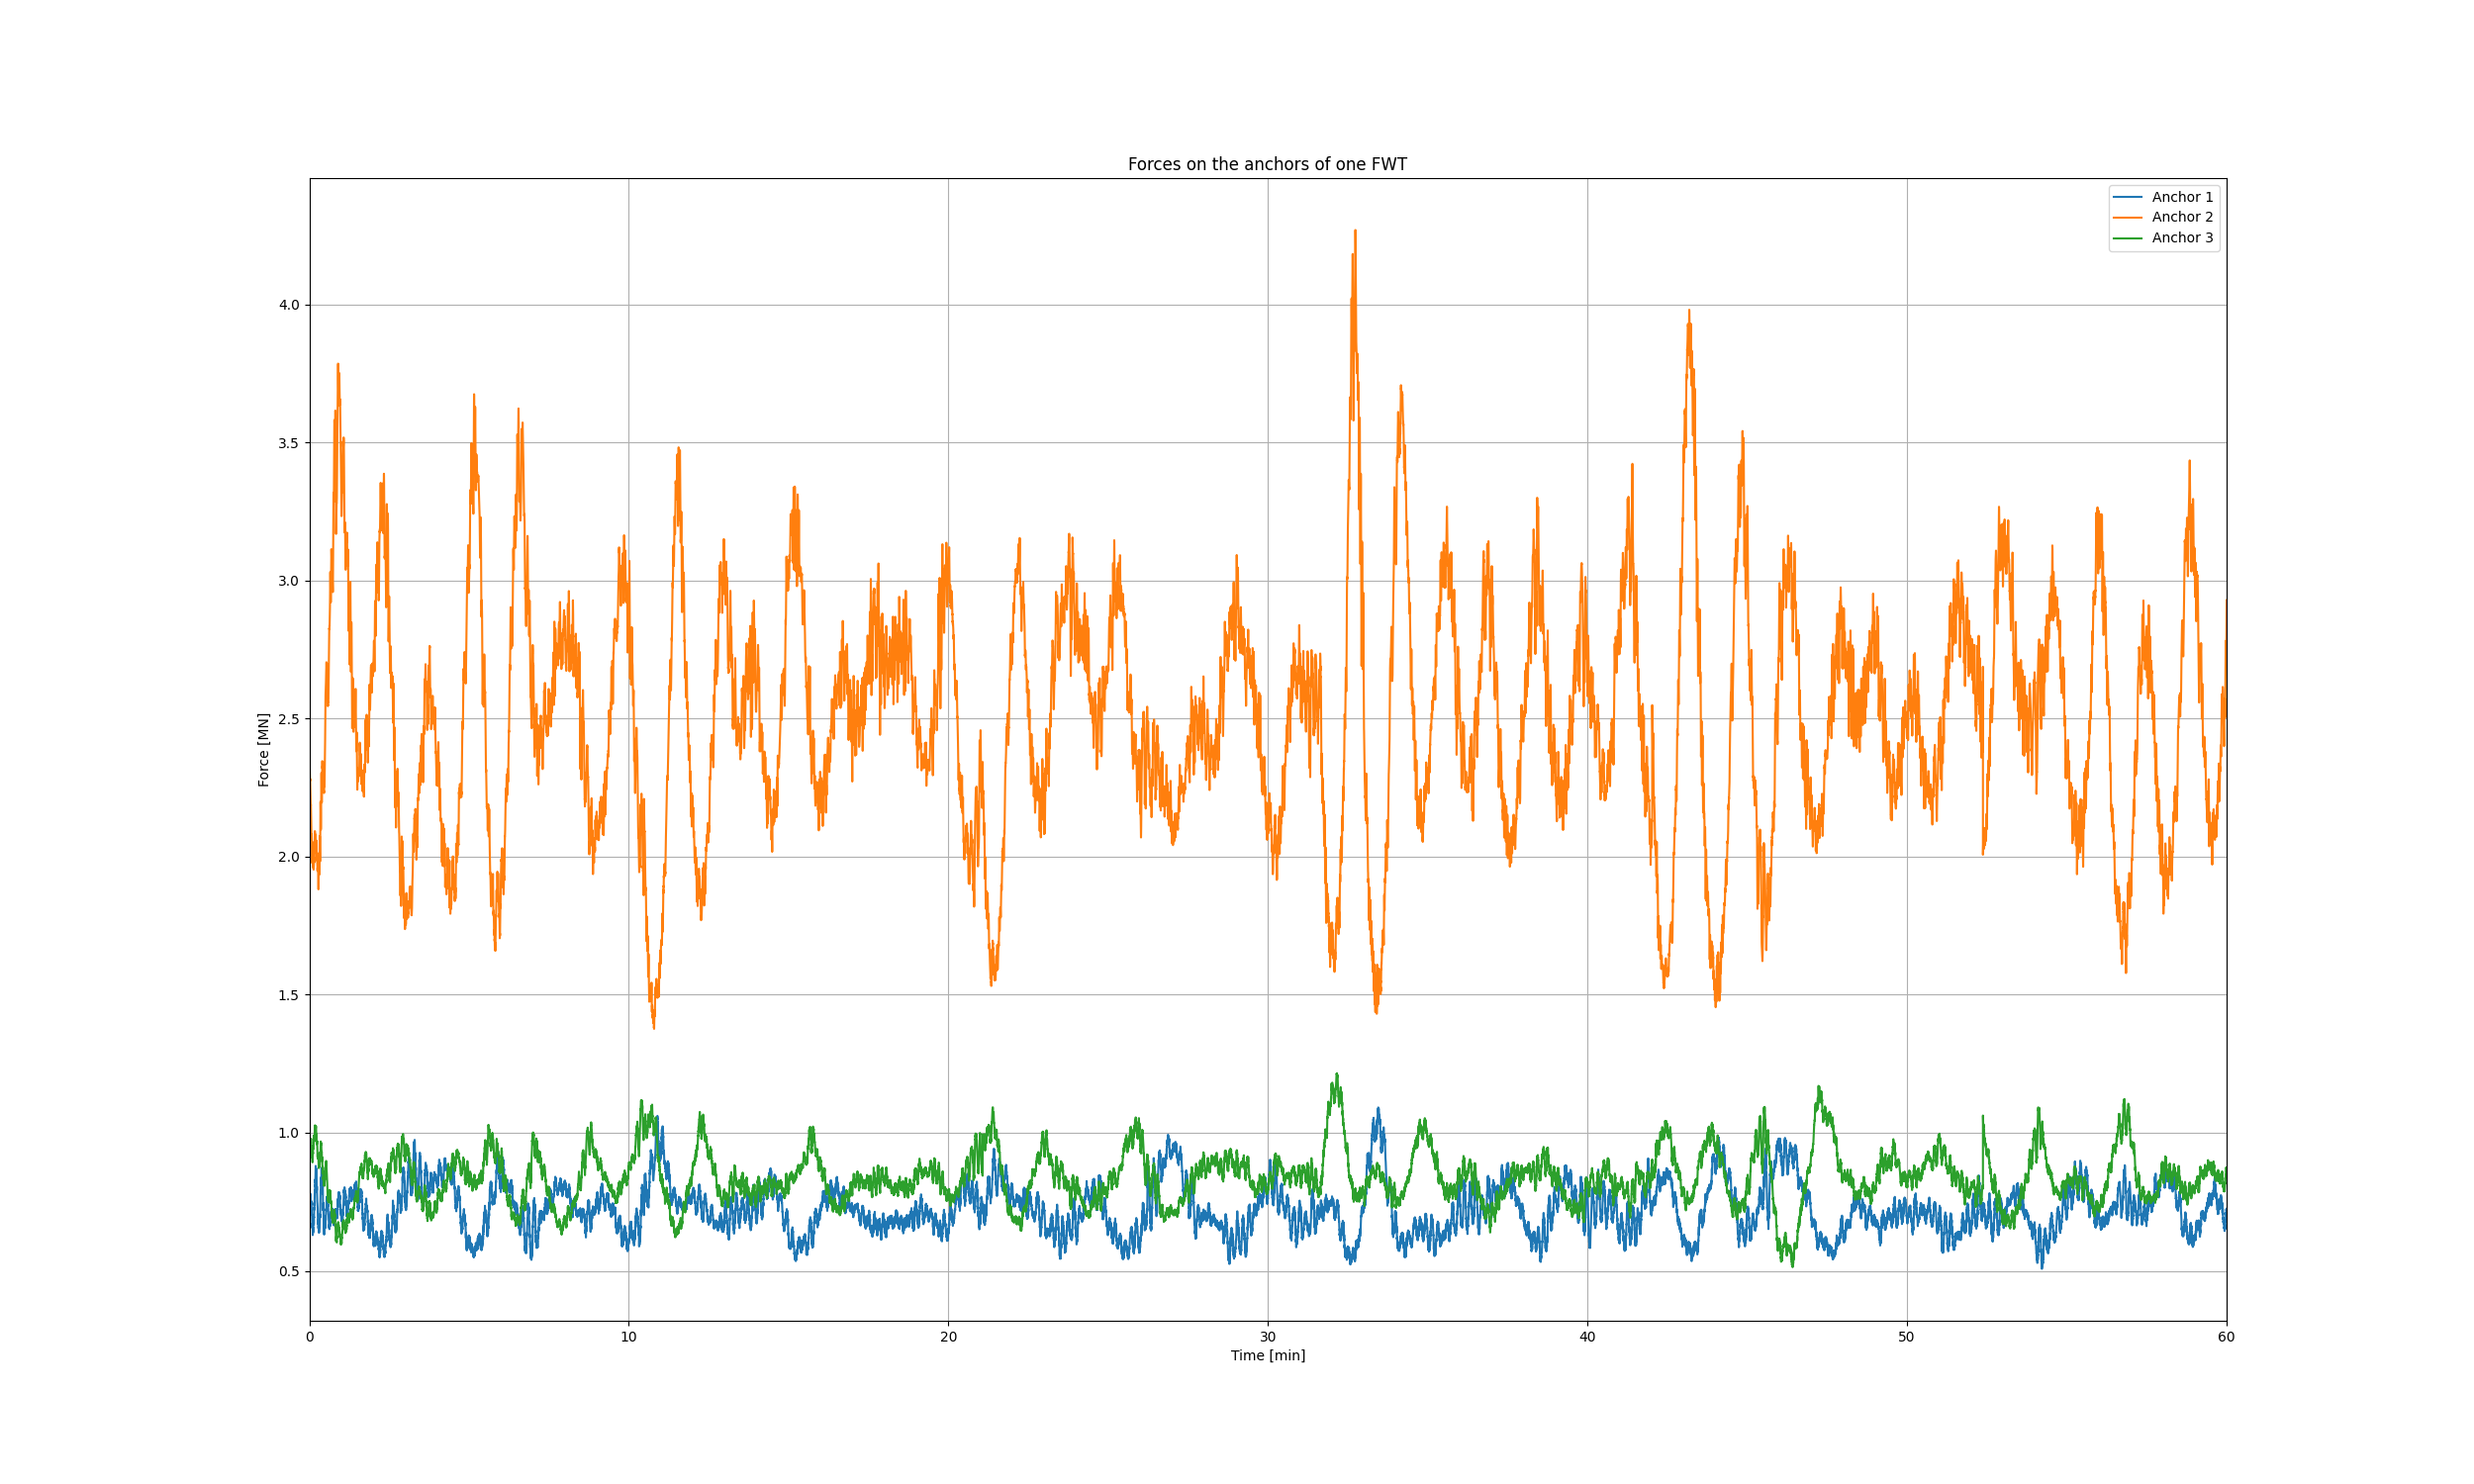 Forces on the anchors of one FWT
Anchor 1
Anchor 2
Anchor 3
Force [MN]
4.0
3.5
3.0
2.5
2.0
1.5
1.0
0.5
0 10 20 30 40 50 60
Time [min]